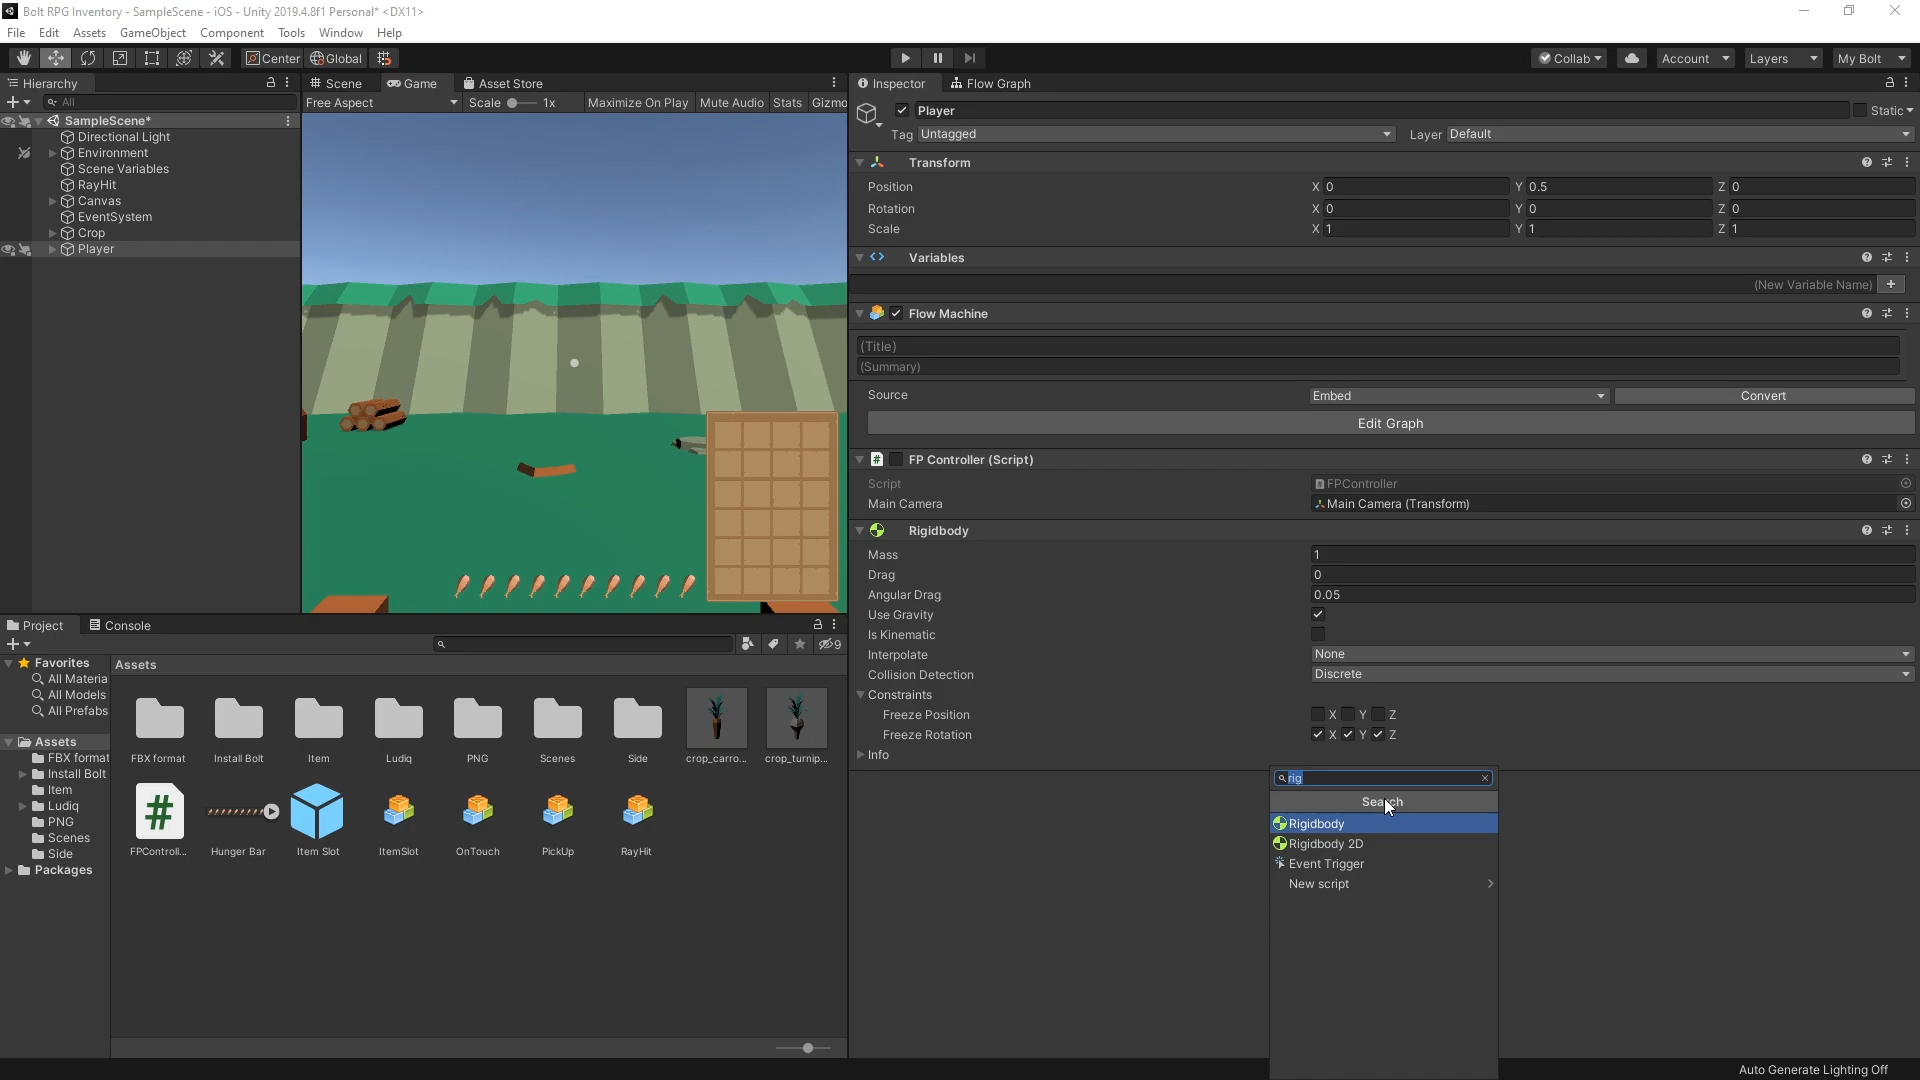 Bolt RPG Inventory - SampleScene - iOS - Unity 2019.4.8f1 Personal* <DX11>
File Edit Assets GameObject Component Tools Window Help
Center Global Collab Account Layers My Bolt
Hierarchy
All
SampleScene*
Directional Light
Environment
Scene Variables
RayHit
Canvas
EventSystem
Crop
Player
Scene Game Asset Store
Free Aspect Scale 1x Maximize On Play Mute Audio Stats Gizmo
Inspector Flow Graph
Player Static
Tag Untagged Layer Default
Transform
Position X 0 Y 0.5 Z 0
Rotation X 0 Y 0 Z 0
Scale X 1 Y 1 Z 1
Variables
(New Variable Name) +
Flow Machine
(Title)
(Summary)
Source Embed Convert
Edit Graph
# FP Controller (Script)
Script FPController
Main Camera Main Camera (Transform)
Rigidbody
Mass 1
Drag 0
Angular Drag 0.05
Use Gravity
Is Kinematic
Interpolate None
Collision Detection Discrete
Constraints
Freeze Position X Y Z
Freeze Rotation X Y Z
Info
rig
Search
Rigidbody
Rigidbody 2D
Event Trigger
New script
Project Console
9
Favorites
All Materia
All Models
All Prefabs
Assets
FBX format
Install Bolt
Item
Ludiq
PNG
Scenes
Side
Packages
Assets
FBX format Install Bolt Item Ludiq PNG Scenes Side crop_carro... crop_turnip...
#
FPControll... Hunger Bar Item Slot ItemSlot OnTouch PickUp RayHit
Auto Generate Lighting Off